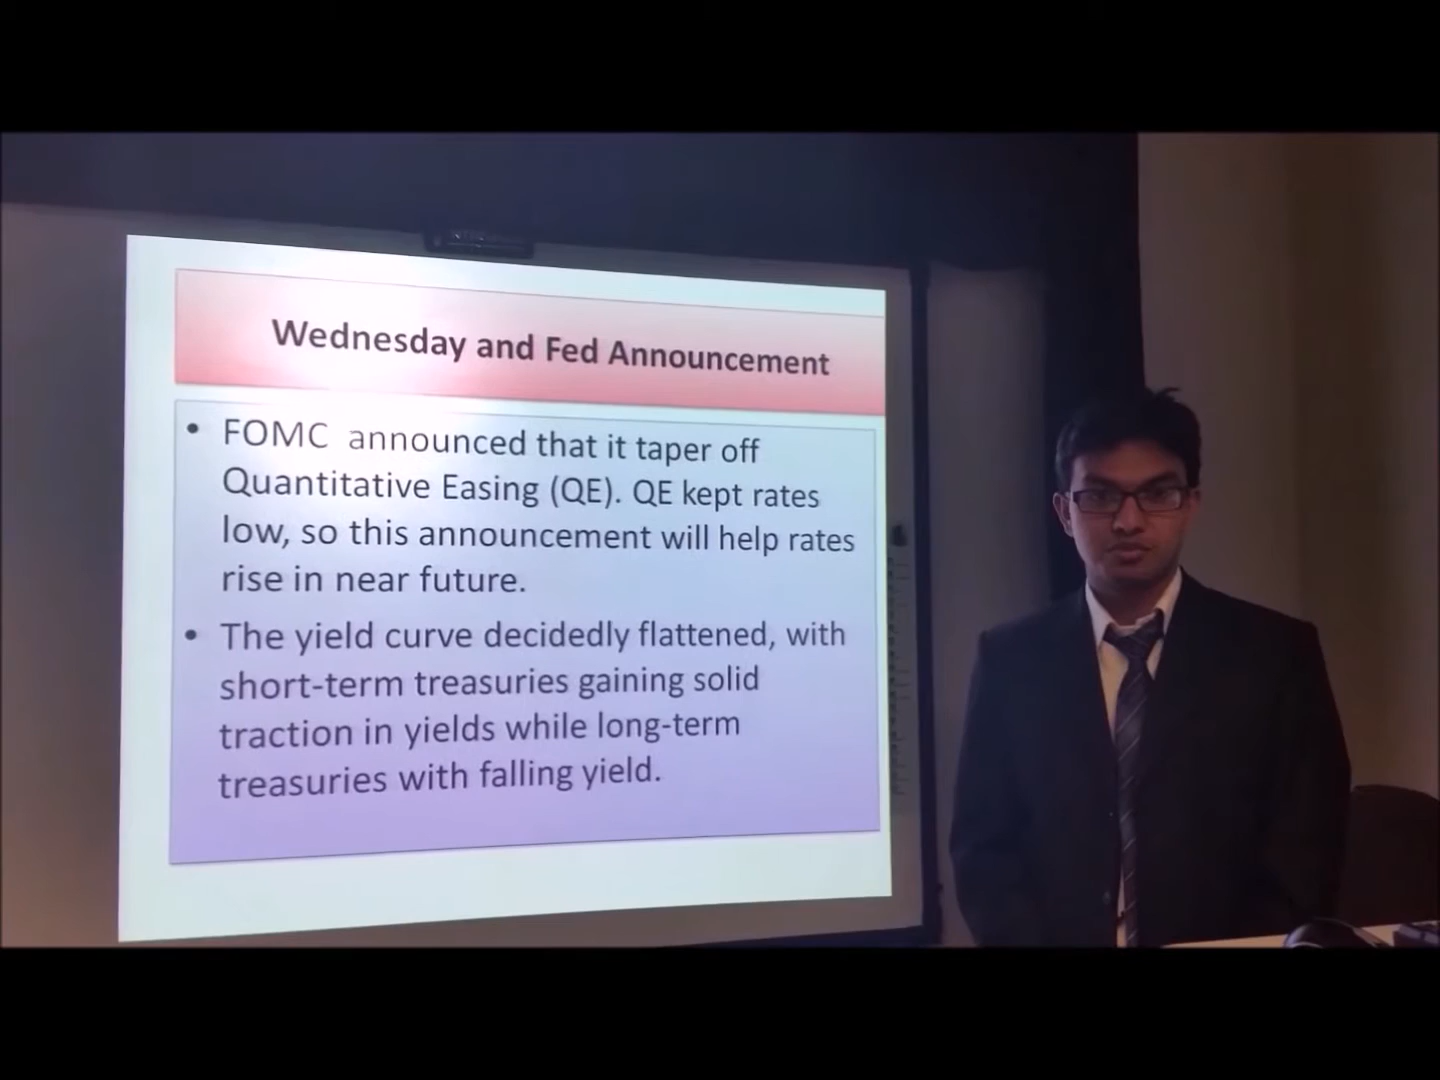 Wednesday and Fed Announcement
• FOMC announced that it taper off
Quantitative Easing (QE). QE kept rates
low, so this announcement will help rates
rise in near future.
• The yield curve decidedly flattened, with
short-term treasuries gaining solid
traction in yields while long-term
treasuries with falling yield.